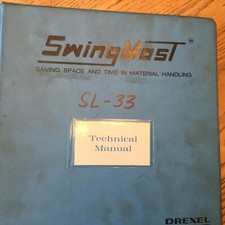 SwingMast®
SAVING SPACE AND TIME IN MATERIAL HANDLING
SL-33
Technical
Manual
DREXEL